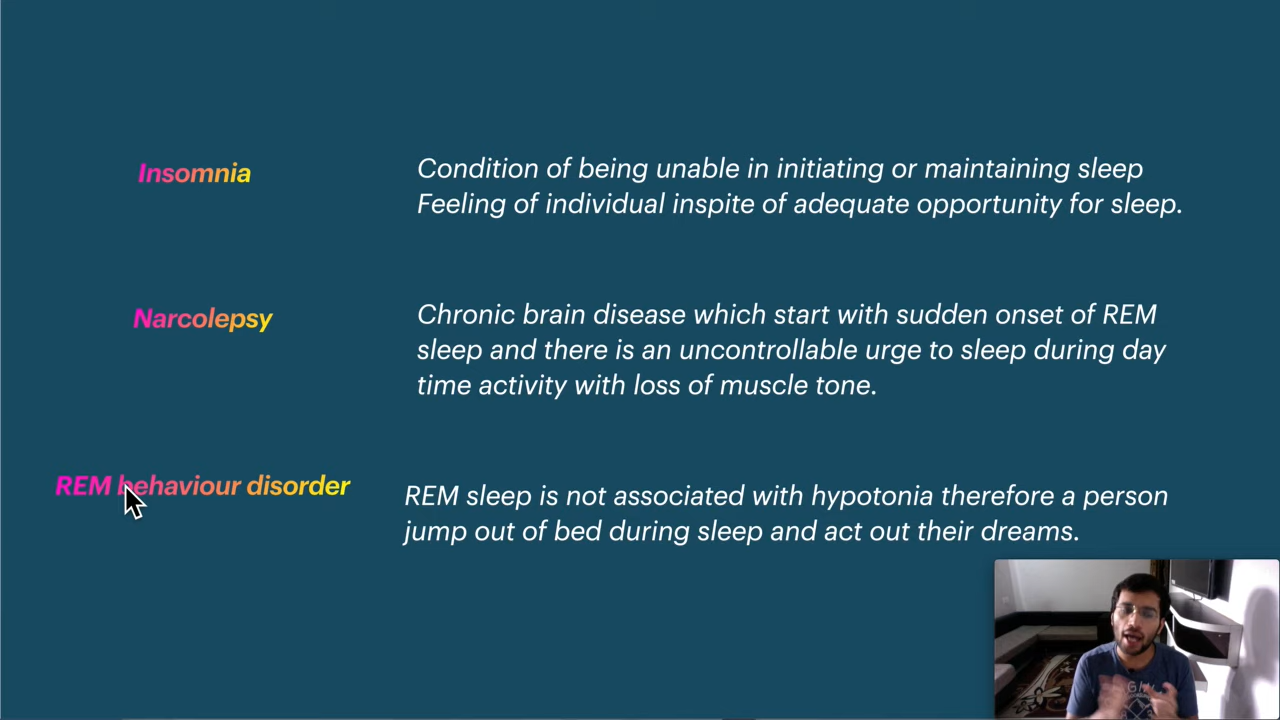 Insomnia
Condition of being unable in initiating or maintaining sleep
Feeling of individual inspite of adequate opportunity for sleep.
Narcolepsy
Chronic brain disease which start with sudden onset of REM
sleep and there is an uncontrollable urge to sleep during day
time activity with loss of muscle tone.
REM behaviour disorder
REM sleep is not associated with hypotonia therefore a person
jump out of bed during sleep and act out their dreams.